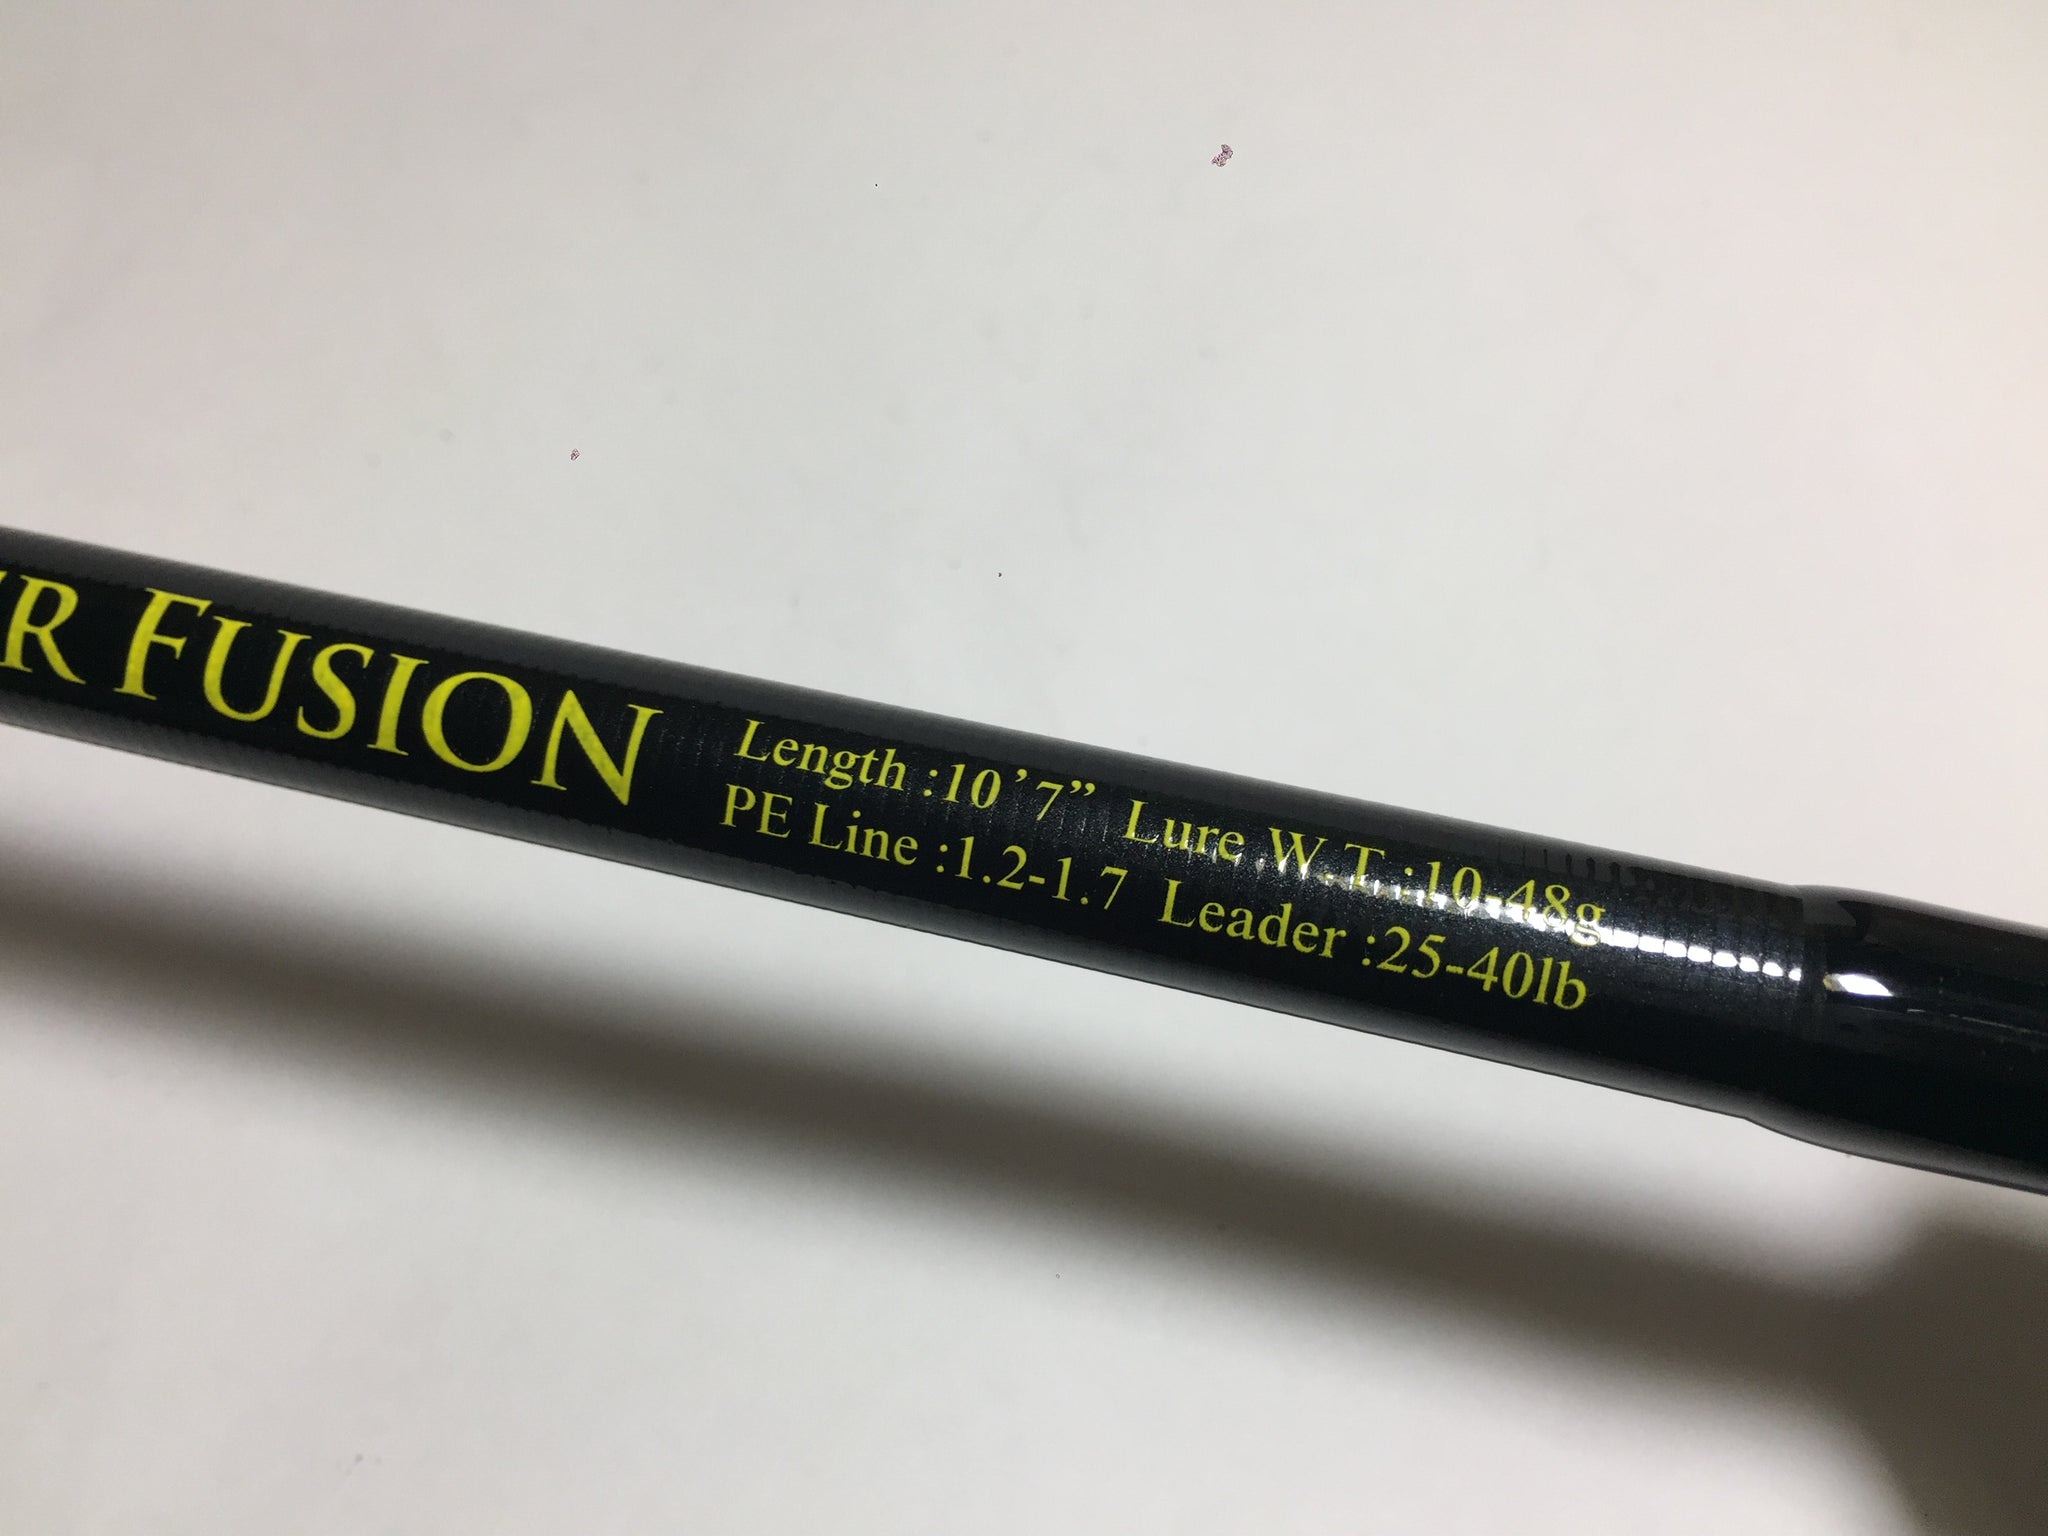 FUSION
Length :10’7” Lure W.T. :10-48g
PE Line :1.2-1.7 Leader :25-40lb